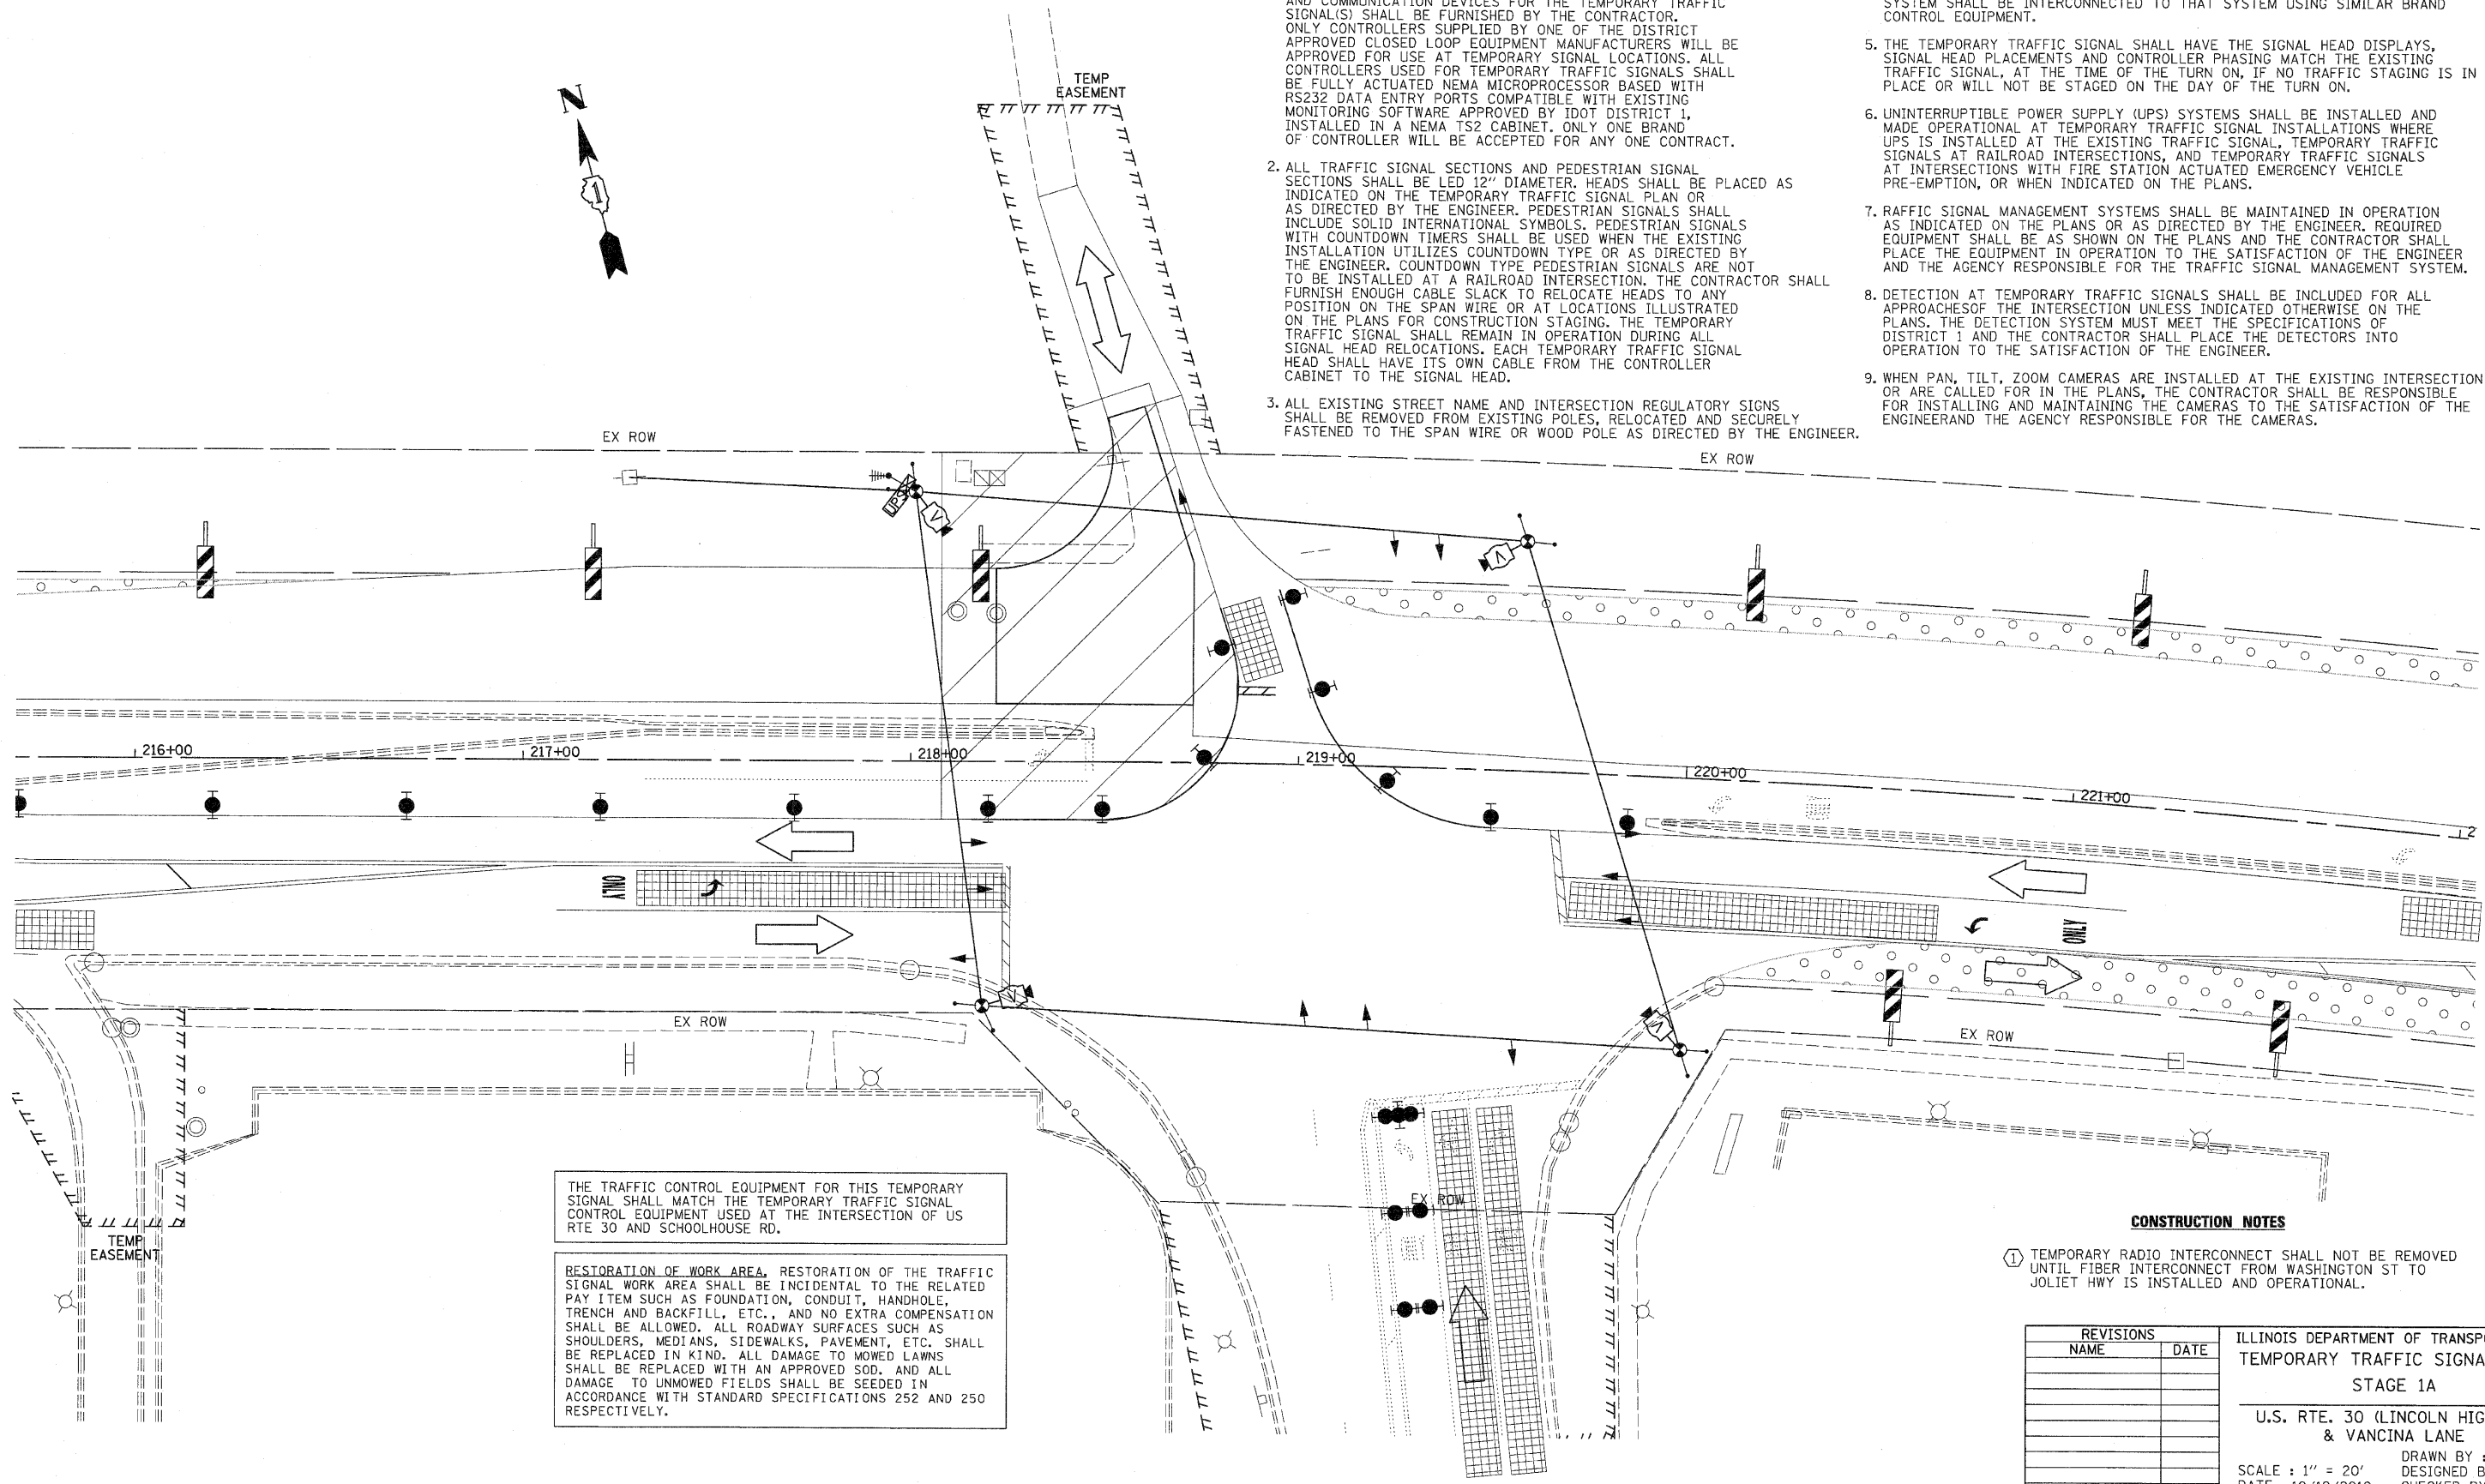 AND COMMUNICATION DEVICES FOR THE TEMPORARY TRAFFIC
SIGNAL(S) SHALL BE FURNISHED BY THE CONTRACTOR.
ONLY CONTROLLERS SUPPLIED BY ONE OF THE DISTRICT
APPROVED CLOSED LOOP EQUIPMENT MANUFACTURERS WILL BE
APPROVED FOR USE AT TEMPORARY SIGNAL LOCATIONS. ALL
CONTROLLERS USED FOR TEMPORARY TRAFFIC SIGNALS SHALL
BE FULLY ACTUATED NEMA MICROPROCESSOR BASED WITH
RS232 DATA ENTRY PORTS COMPATIBLE WITH EXISTING
MONITORING SOFTWARE APPROVED BY IDOT DISTRICT 1,
INSTALLED IN A NEMA TS2 CABINET. ONLY ONE BRAND
OF CONTROLLER WILL BE ACCEPTED FOR ANY ONE CONTRACT.
2. ALL TRAFFIC SIGNAL SECTIONS AND PEDESTRIAN SIGNAL
SECTIONS SHALL BE LED 12" DIAMETER. HEADS SHALL BE PLACED AS
INDICATED ON THE TEMPORARY TRAFFIC SIGNAL PLAN OR
AS DIRECTED BY THE ENGINEER. PEDESTRIAN SIGNALS SHALL
INCLUDE SOLID INTERNATIONAL SYMBOLS. PEDESTRIAN SIGNALS
WITH COUNTDOWN TIMERS SHALL BE USED WHEN THE EXISTING
INSTALLATION UTILIZES COUNTDOWN TYPE OR AS DIRECTED BY
THE ENGINEER. COUNTDOWN TYPE PEDESTRIAN SIGNALS ARE NOT
TO BE INSTALLED AT A RAILROAD INTERSECTION. THE CONTRACTOR SHALL
FURNISH ENOUGH CABLE SLACK TO RELOCATE HEADS TO ANY
POSITION ON THE SPAN WIRE OR AT LOCATIONS ILLUSTRATED
ON THE PLANS FOR CONSTRUCTION STAGING. THE TEMPORARY
TRAFFIC SIGNAL SHALL REMAIN IN OPERATION DURING ALL
SIGNAL HEAD RELOCATIONS. EACH TEMPORARY TRAFFIC SIGNAL
HEAD SHALL HAVE ITS OWN CABLE FROM THE CONTROLLER
CABINET TO THE SIGNAL HEAD.
3. ALL EXISTING STREET NAME AND INTERSECTION REGULATORY SIGNS
SHALL BE REMOVED FROM EXISTING POLES, RELOCATED AND SECURELY
FASTENED TO THE SPAN WIRE OR WOOD POLE AS DIRECTED BY THE ENGINEER.
SYSTEM SHALL BE INTERCONNECTED TO THAT SYSTEM USING SIMILAR BRAND
CONTROL EQUIPMENT.
5. THE TEMPORARY TRAFFIC SIGNAL SHALL HAVE THE SIGNAL HEAD DISPLAYS,
SIGNAL HEAD PLACEMENTS AND CONTROLLER PHASING MATCH THE EXISTING
TRAFFIC SIGNAL, AT THE TIME OF THE TURN ON, IF NO TRAFFIC STAGING IS IN
PLACE OR WILL NOT BE STAGED ON THE DAY OF THE TURN ON.
6. UNINTERRUPTIBLE POWER SUPPLY (UPS) SYSTEMS SHALL BE INSTALLED AND
MADE OPERATIONAL AT TEMPORARY TRAFFIC SIGNAL INSTALLATIONS WHERE
UPS IS INSTALLED AT THE EXISTING TRAFFIC SIGNAL, TEMPORARY TRAFFIC
SIGNALS AT RAILROAD INTERSECTIONS, AND TEMPORARY TRAFFIC SIGNALS
AT INTERSECTIONS WITH FIRE STATION ACTUATED EMERGENCY VEHICLE
PRE-EMPTION, OR WHEN INDICATED ON THE PLANS.
7. RAFFIC SIGNAL MANAGEMENT SYSTEMS SHALL BE MAINTAINED IN OPERATION
AS INDICATED ON THE PLANS OR AS DIRECTED BY THE ENGINEER. REQUIRED
EQUIPMENT SHALL BE AS SHOWN ON THE PLANS AND THE CONTRACTOR SHALL
PLACE THE EQUIPMENT IN OPERATION TO THE SATISFACTION OF THE ENGINEER
AND THE AGENCY RESPONSIBLE FOR THE TRAFFIC SIGNAL MANAGEMENT SYSTEM.
8. DETECTION AT TEMPORARY TRAFFIC SIGNALS SHALL BE INCLUDED FOR ALL
APPROACHESOF THE INTERSECTION UNLESS INDICATED OTHERWISE ON THE
PLANS. THE DETECTION SYSTEM MUST MEET THE SPECIFICATIONS OF
DISTRICT 1 AND THE CONTRACTOR SHALL PLACE THE DETECTORS INTO
OPERATION TO THE SATISFACTION OF THE ENGINEER.
9. WHEN PAN, TILT, ZOOM CAMERAS ARE INSTALLED AT THE EXISTING INTERSECTION
OR ARE CALLED FOR IN THE PLANS, THE CONTRACTOR SHALL BE RESPONSIBLE
FOR INSTALLING AND MAINTAINING THE CAMERAS TO THE SATISFACTION OF THE
ENGINEERAND THE AGENCY RESPONSIBLE FOR THE CAMERAS.
TEMP
EASEMENT
N
1
EX ROW
EX ROW
UPS
V
V
216+00
217+00
218+00
219+00
220+00
221+00
ONLY
ONLY
V
V
EX ROW
EX ROW
EX ROW
TEMP
EASEMENT
THE TRAFFIC CONTROL EQUIPMENT FOR THIS TEMPORARY
SIGNAL SHALL MATCH THE TEMPORARY TRAFFIC SIGNAL
CONTROL EQUIPMENT USED AT THE INTERSECTION OF US
RTE 30 AND SCHOOLHOUSE RD.
RESTORATION OF WORK AREA. RESTORATION OF THE TRAFFIC
SIGNAL WORK AREA SHALL BE INCIDENTAL TO THE RELATED
PAY ITEM SUCH AS FOUNDATION, CONDUIT, HANDHOLE,
TRENCH AND BACKFILL, ETC., AND NO EXTRA COMPENSATION
SHALL BE ALLOWED. ALL ROADWAY SURFACES SUCH AS
SHOULDERS, MEDIANS, SIDEWALKS, PAVEMENT, ETC. SHALL
BE REPLACED IN KIND. ALL DAMAGE TO MOWED LAWNS
SHALL BE REPLACED WITH AN APPROVED SOD. AND ALL
DAMAGE TO UNMOWED FIELDS SHALL BE SEEDED IN
ACCORDANCE WITH STANDARD SPECIFICATIONS 252 AND 250
RESPECTIVELY.
CONSTRUCTION NOTES
1 TEMPORARY RADIO INTERCONNECT SHALL NOT BE REMOVED
UNTIL FIBER INTERCONNECT FROM WASHINGTON ST TO
JOLIET HWY IS INSTALLED AND OPERATIONAL.
REVISIONS
NAME DATE
ILLINOIS DEPARTMENT OF
TEMPORARY TRAFFIC
STAGE 1A
U.S. RTE. 30 (LINCOLN
& VANCINA LANE
DRAWN BY
SCALE : 1" = 20' DESIGNED